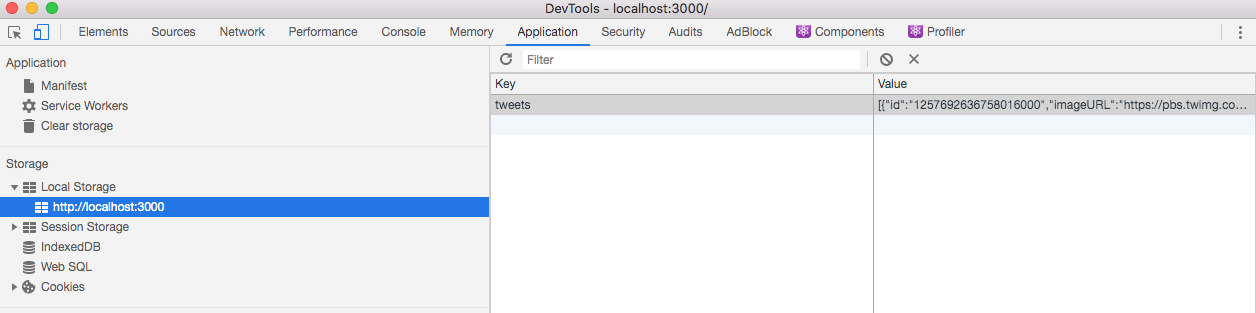 DevTools - localhost:3000/
Elements Sources Network Performance Console Memory Application Security Audits AdBlock Components Profiler
Application
Manifest
Service Workers
Clear storage
Storage
Local Storage
http://localhost:3000
Session Storage
IndexedDB
Web SQL
Cookies
Filter
Key Value
tweets [{"id":"1257692636758016000","imageURL":"https://pbs.twimg.co…